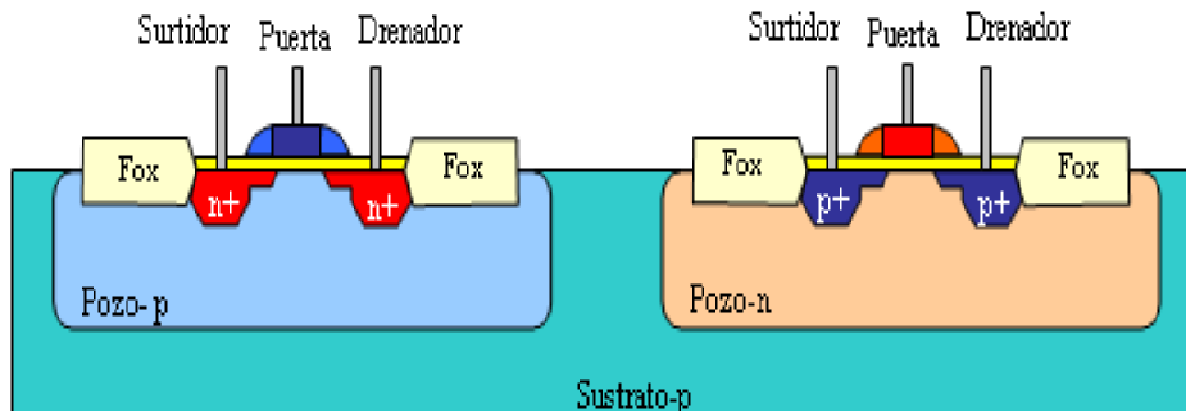 Surtidor Puerta Drenador
Surtidor Puerta Drenador
Fox Fox
Fox Fox
n+ n+
p+ p+
Pozo- p
Pozo-n
Sustrato-p